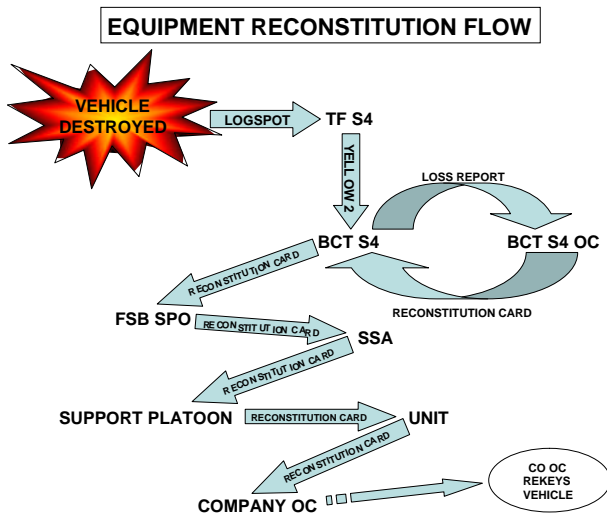 EQUIPMENT RECONSTITUTION FLOW
VEHICLE
DESTROYED
LOGSPOT
TF S4
YELLOW 2
LOSS REPORT
BCT S4
BCT S4 OC
RECONSTITUTION CARD
RECONSTITUTION CARD
FSB SPO
RECONSTITUTION CARD
SSA
RECONSTITUTION CARD
SUPPORT PLATOON
RECONSTITUTION CARD
UNIT
RECONSTITUTION CARD
COMPANY OC
CO OC
REKEYS
VEHICLE